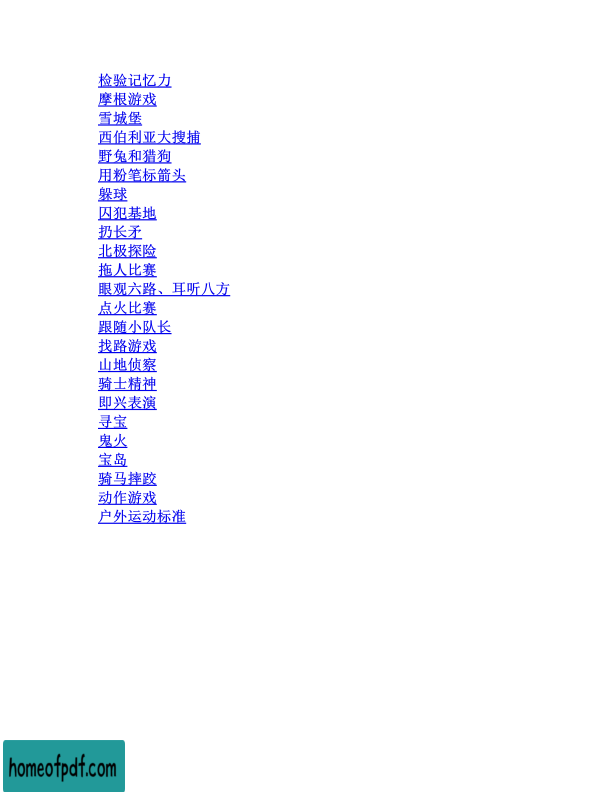 检验记忆力
摩根游戏
雪城堡
西伯利亚大搜捕
野兔和猎狗
用粉笔标箭头
躲球
囚犯基地
扔长矛
北极探险
拖人比赛
眼观六路、耳听八方
点火比赛
跟随小队长
找路游戏
山地侦察
骑士精神
即兴表演
寻宝
鬼火
宝岛
骑马摔跤
动作游戏
户外运动标准
homeofpdf.com